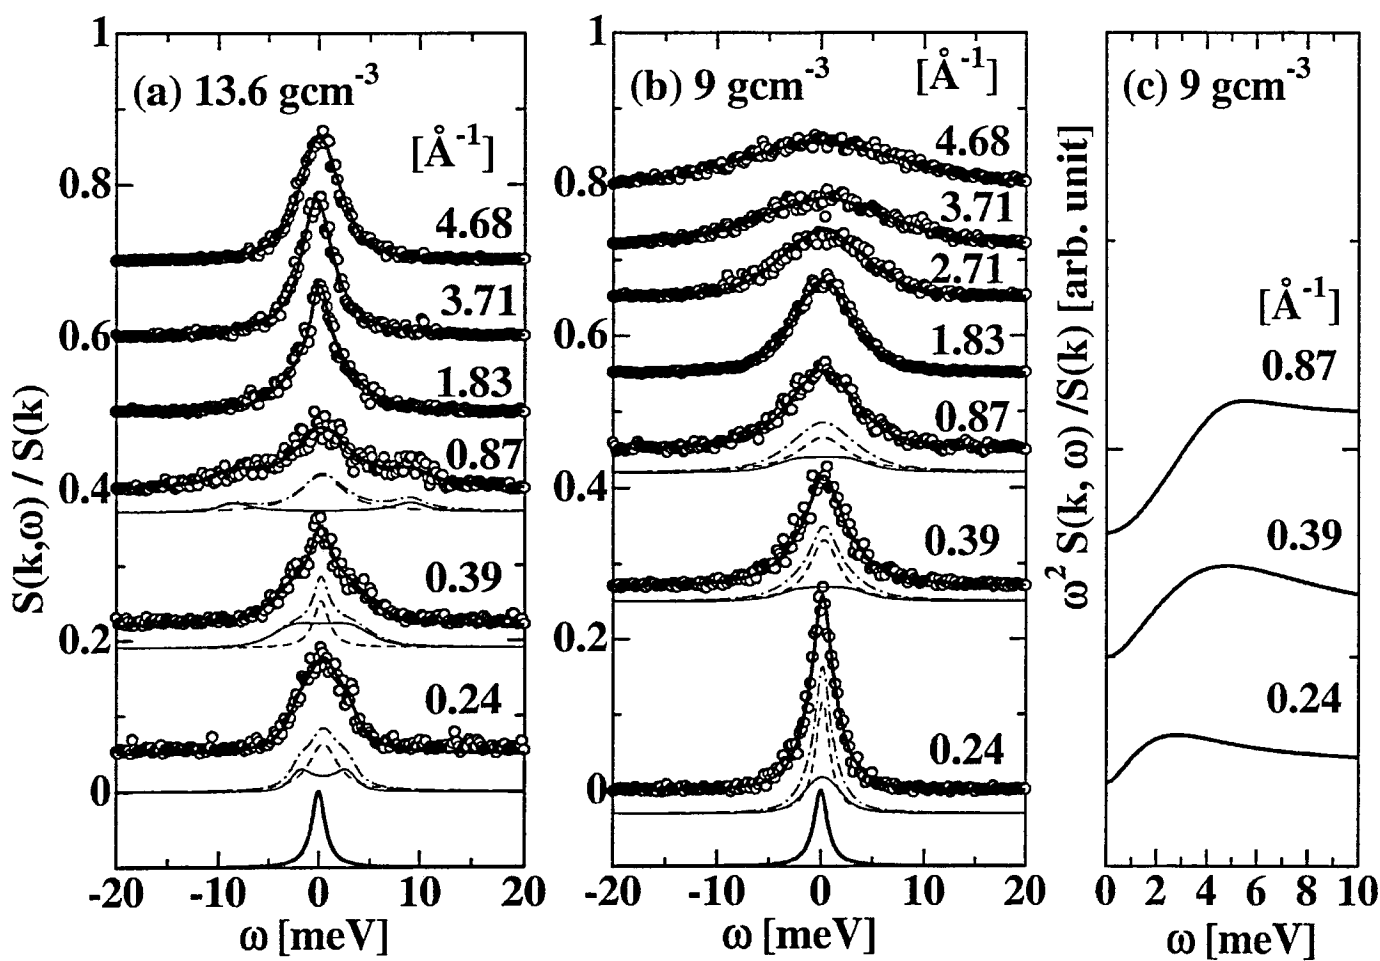 S(k,ω) / S(k)
1
0.8
0.6
0.4
0.2
0
(a) 13.6 gcm-3
[Å-1]
4.68
3.71
1.83
0.87
0.39
0.24
-20 -10 0 10 20
ω [meV]
1
0.8
0.6
0.4
0.2
0
(b) 9 gcm-3
[Å-1]
4.68
3.71
2.71
1.83
0.87
0.39
0.24
-20 -10 0 10 20
ω [meV]
ω2 S(k, ω) /S(k) [arb. unit]
(c) 9 gcm-3
[Å-1]
0.87
0.39
0.24
0 2 4 6 8 10
ω [meV]